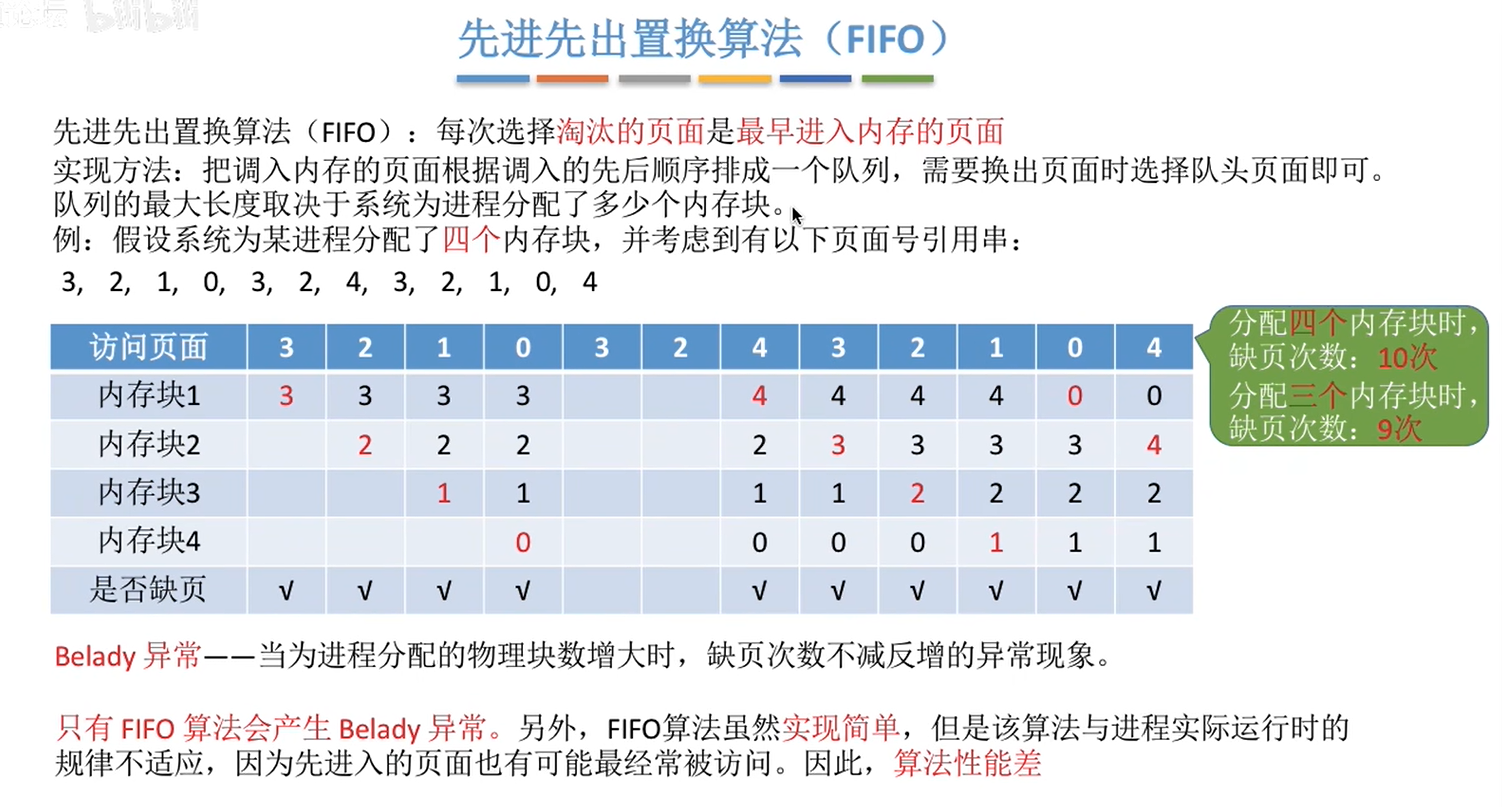 bilibili
先进先出置换算法（FIFO）
先进先出置换算法（FIFO）：每次选择淘汰的页面是最早进入内存的页面
实现方法：把调入内存的页面根据调入的先后顺序排成一个队列，需要换出页面时选择队头页面即可。
队列的最大长度取决于系统为进程分配了多少个内存块。
例：假设系统为某进程分配了四个内存块，并考虑到有以下页面号引用串：
3, 2, 1, 0, 3, 2, 4, 3, 2, 1, 0, 4
访问页面 3 2 1 0 3 2 4 3 2 1 0 4
内存块1 3 3 3 3 4 4 4 4 0 0
内存块2 2 2 2 2 3 3 3 3 4
内存块3 1 1 1 1 2 2 2 2
内存块4 0 0 0 0 1 1 1
是否缺页 √ √ √ √ √ √ √ √ √ √
分配四个内存块时，
缺页次数：10次
分配三个内存块时，
缺页次数：9次
Belady 异常——当为进程分配的物理块数增大时，缺页次数不减反增的异常现象。
只有 FIFO 算法会产生 Belady 异常。另外，FIFO算法虽然实现简单，但是该算法与进程实际运行时的
规律不适应，因为先进入的页面也有可能最经常被访问。因此，算法性能差